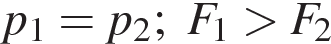 p₁ = p₂; F₁ > F₂